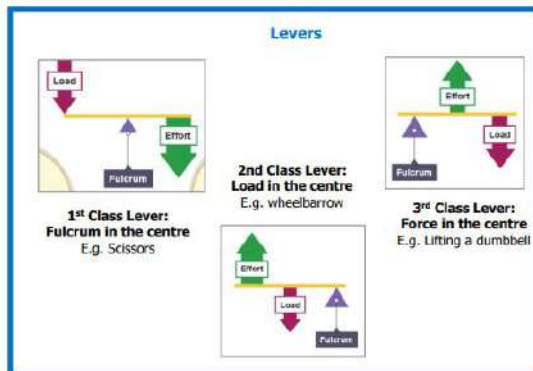 Levers
Load
Effort
Fulcrum
1st Class Lever:
Fulcrum in the centre
E.g. Scissors
2nd Class Lever:
Load in the centre
E.g. wheelbarrow
Effort
Load
Fulcrum
Effort
Load
Fulcrum
3rd Class Lever:
Force in the centre
E.g. Lifting a dumbbell